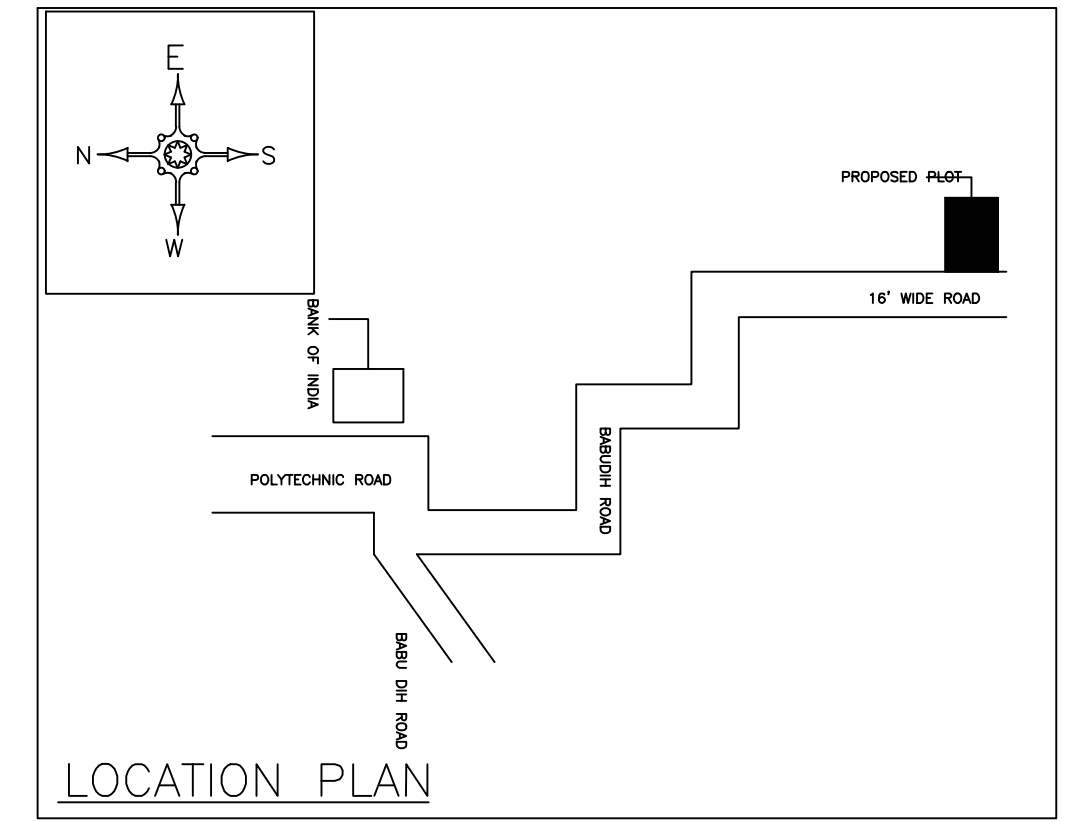 E
N
S
W
PROPOSED PLOT
16' WIDE ROAD
BANK OF INDIA
POLYTECHNIC ROAD
BABUDIH ROAD
BABU DIH ROAD
LOCATION PLAN